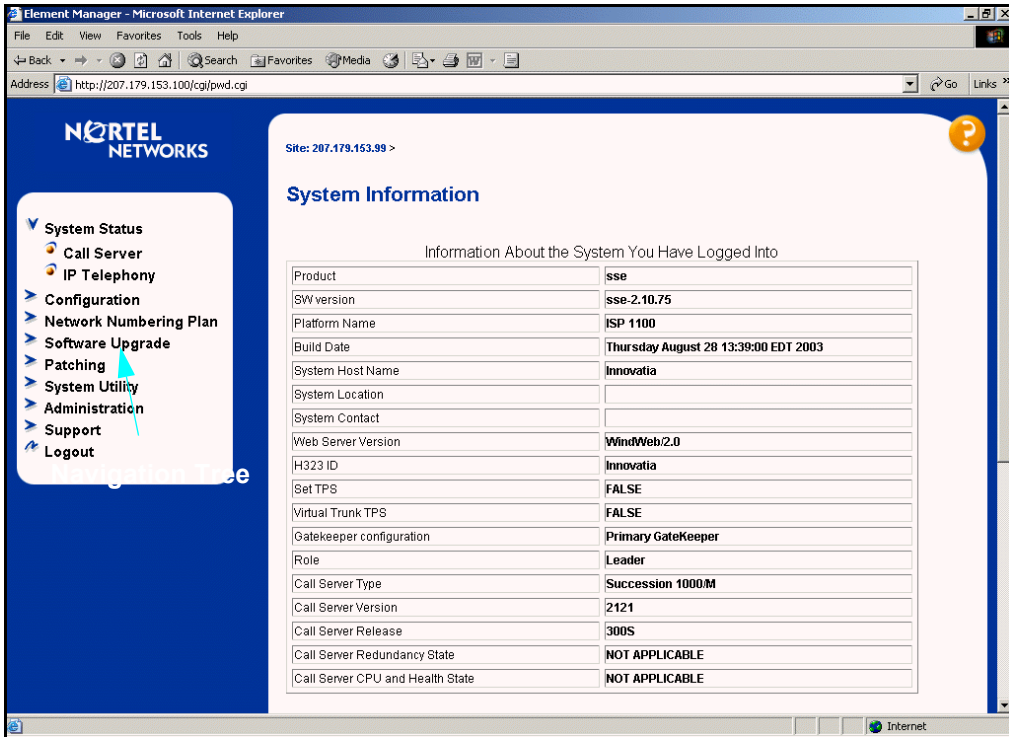 Element Manager - Microsoft Internet Explorer
File Edit View Favorites Tools Help
Back Search Favorites Media
Address http://207.179.153.100/cgi/pwd.cgi Go Links »
NORTEL
NETWORKS
Site: 207.179.153.99 >
System Information
System Status
Call Server
IP Telephony
Configuration
Network Numbering Plan
Software Upgrade
Patching
System Utility
Administration
Support
Logout
Navigation Tree
Information About the System You Have Logged Into
Product sse
SW version sse-2.10.75
Platform Name ISP 1100
Build Date Thursday August 28 13:39:00 EDT 2003
System Host Name Innovatia
System Location
System Contact
Web Server Version WindWeb/2.0
H323 ID Innovatia
Set TPS FALSE
Virtual Trunk TPS FALSE
Gatekeeper configuration Primary GateKeeper
Role Leader
Call Server Type Succession 1000/M
Call Server Version 2121
Call Server Release 300S
Call Server Redundancy State NOT APPLICABLE
Call Server CPU and Health State NOT APPLICABLE
Internet